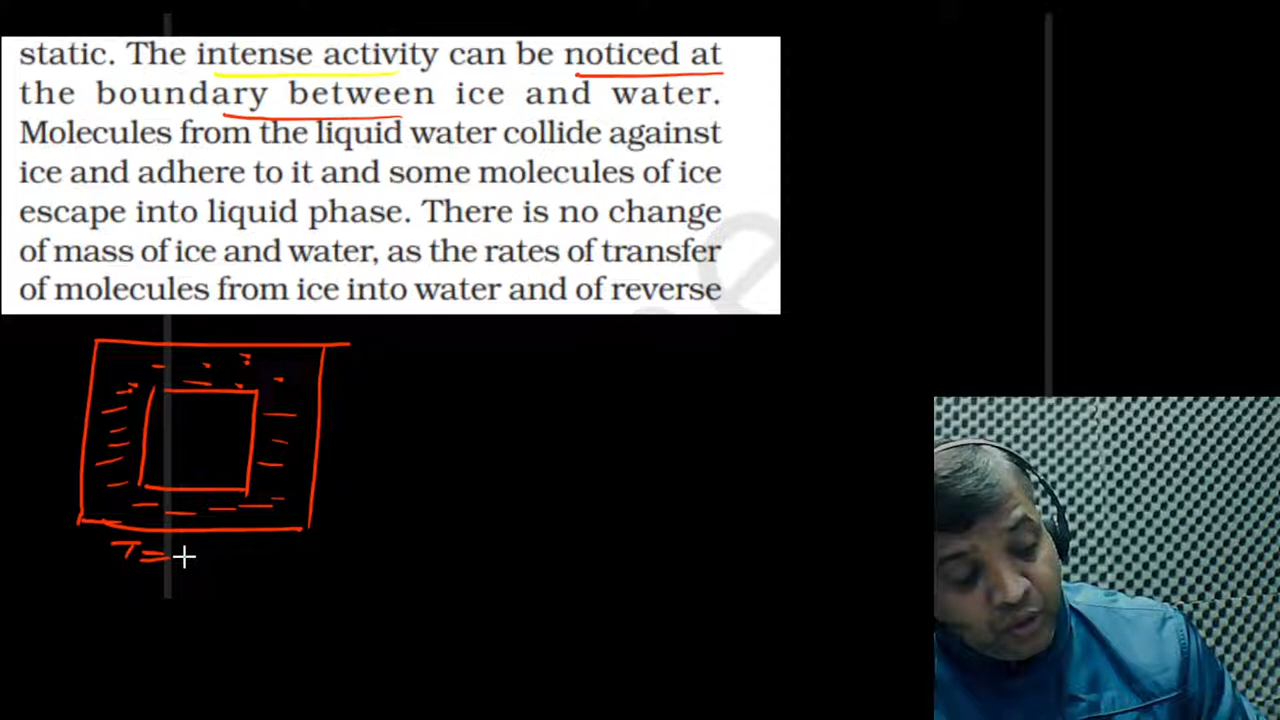 static. The intense activity can be noticed at
the boundary between ice and water.
Molecules from the liquid water collide against
ice and adhere to it and some molecules of ice
escape into liquid phase. There is no change
of mass of ice and water, as the rates of transfer
of molecules from ice into water and of reverse
T =